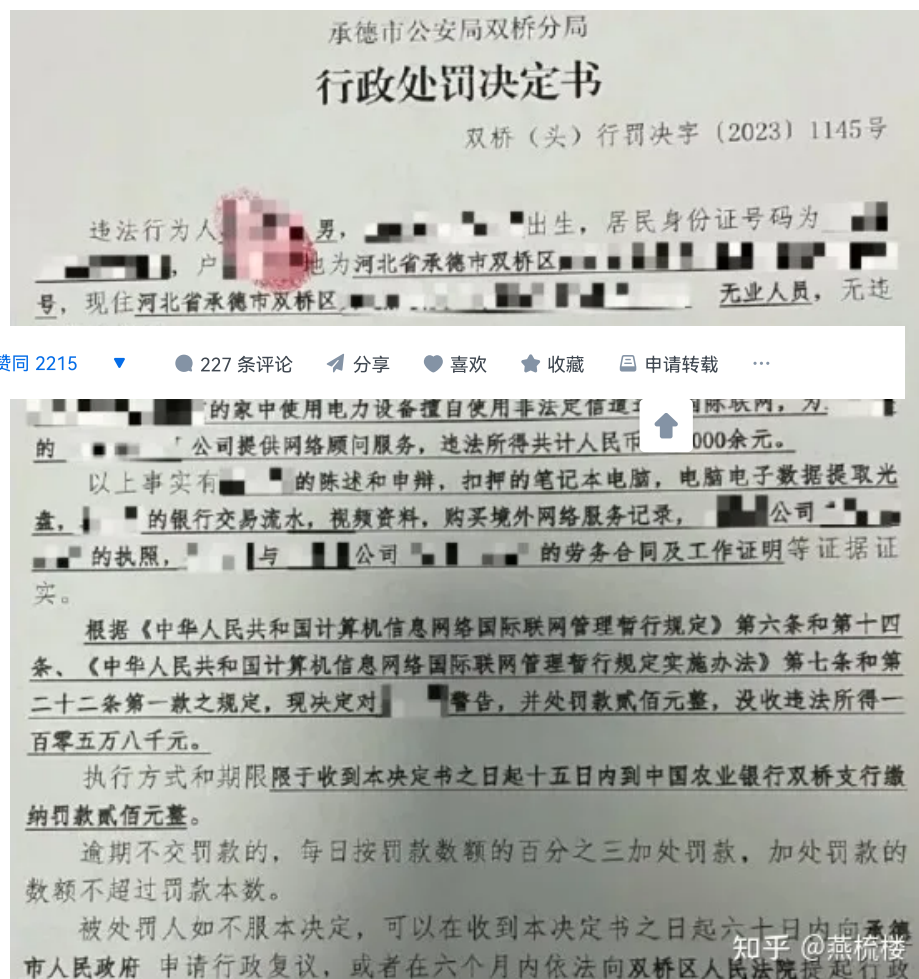 承德市公安局双桥分局
行政处罚决定书
双桥（头）行罚决字〔2023〕1145号
违法行为人 男， 出生，居民身份证号码为
，户 地为河北省承德市双桥区
号，现住河北省承德市双桥区 无业人员，无违
赞同 2215 ▼ 227 条评论 分享 喜欢 收藏 申请转载 ···
的家中使用电力设备擅自使用非法定信道 国际联网，为
的 公司提供网络顾问服务，违法所得共计人民币 000余元。
以上事实有 的陈述和申辩，扣押的笔记本电脑，电脑电子数据提取光
盘， 的银行交易流水，视频资料，购买境外网络服务记录， 公司
的执照， 与 公司 的劳务合同及工作证明等证据证
实。
根据《中华人民共和国计算机信息网络国际联网管理暂行规定》第六条和第十四
条、《中华人民共和国计算机信息网络国际联网管理暂行规定实施办法》第七条和第
二十二条第一款之规定，现决定对 警告，并处罚款贰佰元整，没收违法所得一
百零五万八千元。
执行方式和期限限于收到本决定书之日起十五日内到中国农业银行双桥支行缴
纳罚款贰佰元整。
逾期不交罚款的，每日按罚款数额的百分之三加处罚款，加处罚款的
数额不超过罚款本数。
被处罚人如不服本决定，可以在收到本决定书之日起六十日内向承德
市人民政府 申请行政复议，或者在六个月内依法向双桥区人民法院提
知乎 @燕梳楼